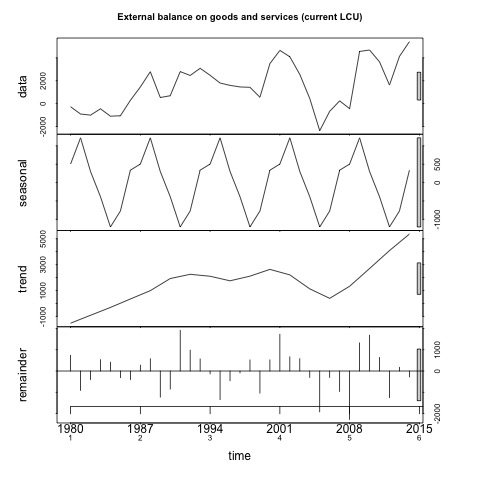 External balance on goods and services (current LCU)
data
-2000 0 2000
seasonal
-1000 0 500
trend
-1000 1000 3000 5000
remainder
-2000 0 1000
1980 1987 1994 2001 2008 2015
1 2 3 4 5 6
time